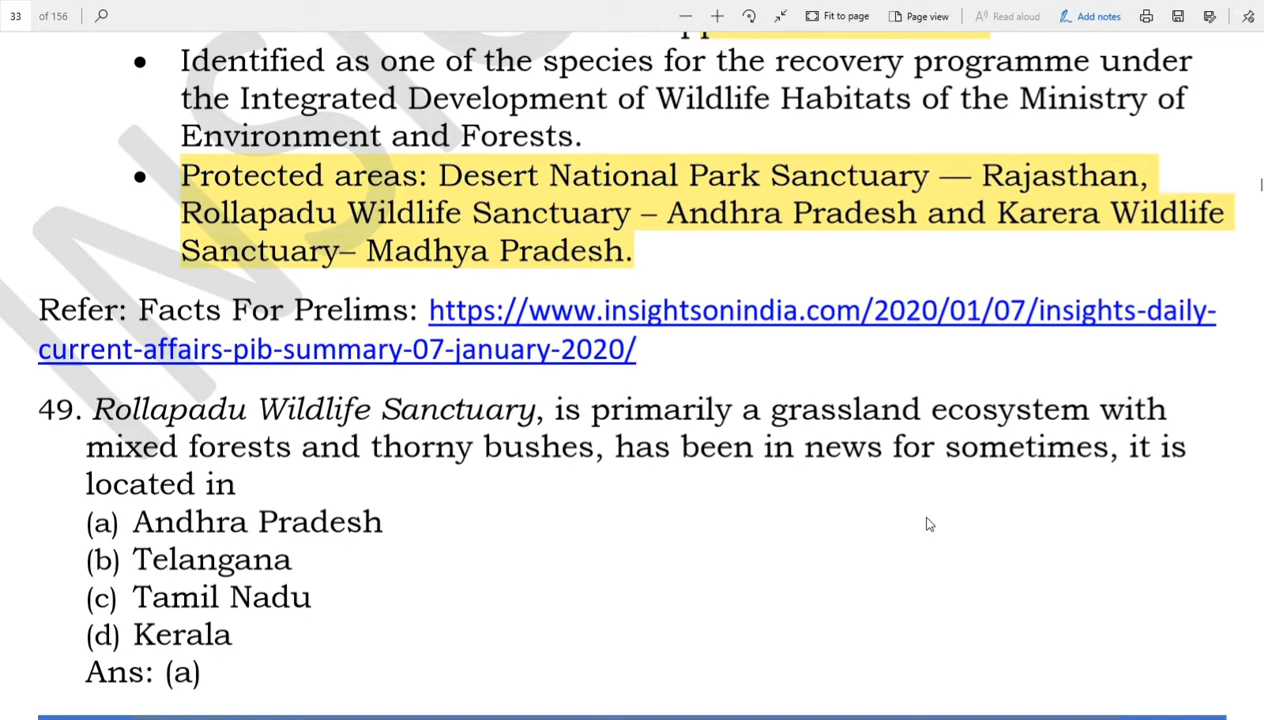 33 of 156 Fit to page Page view Read aloud Add notes
• Identified as one of the species for the recovery programme under
the Integrated Development of Wildlife Habitats of the Ministry of
Environment and Forests.
• Protected areas: Desert National Park Sanctuary — Rajasthan,
Rollapadu Wildlife Sanctuary – Andhra Pradesh and Karera Wildlife
Sanctuary– Madhya Pradesh.
Refer: Facts For Prelims: https://www.insightsonindia.com/2020/01/07/insights-daily-
current-affairs-pib-summary-07-january-2020/
49. Rollapadu Wildlife Sanctuary, is primarily a grassland ecosystem with
mixed forests and thorny bushes, has been in news for sometimes, it is
located in
(a) Andhra Pradesh
(b) Telangana
(c) Tamil Nadu
(d) Kerala
Ans: (a)